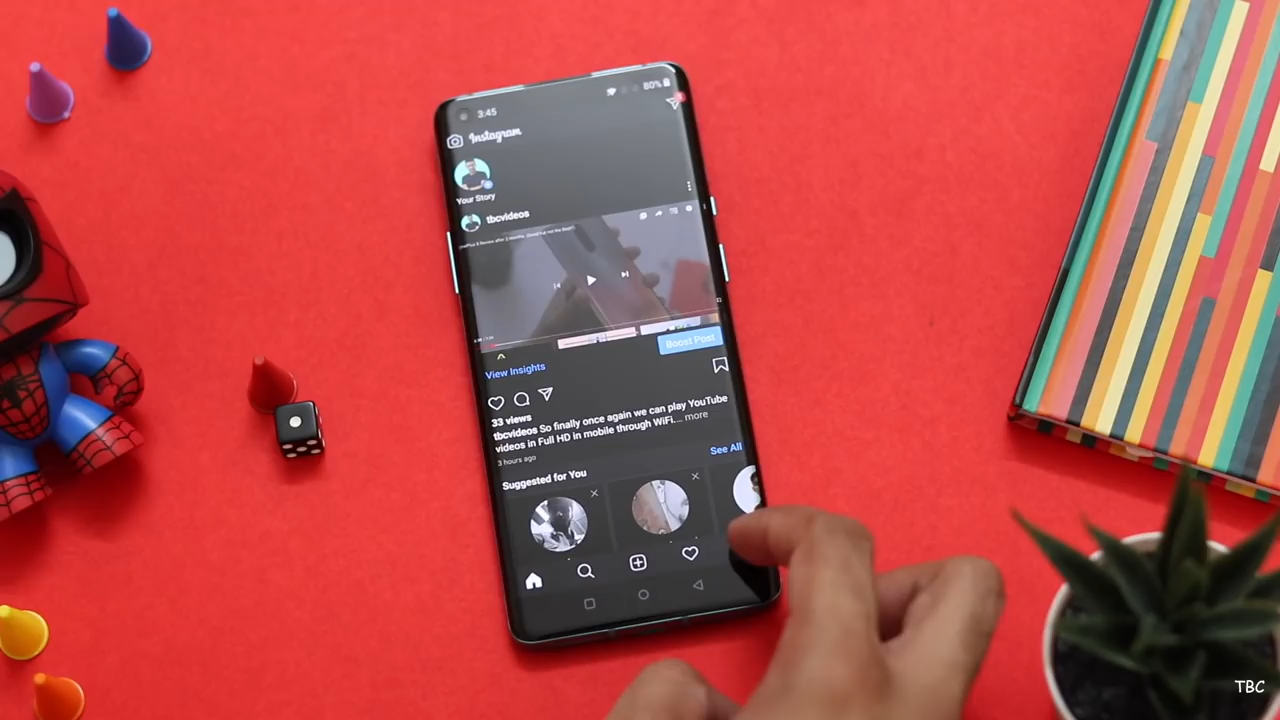 3:45
80%
Instagram
Your Story
tbcvideos
Boost Post
View Insights
33 views
tbcvideos So finally once again we can play YouTube
videos in Full HD in mobile through WiFi... more
3 hours ago
See All
Suggested for You
TBC